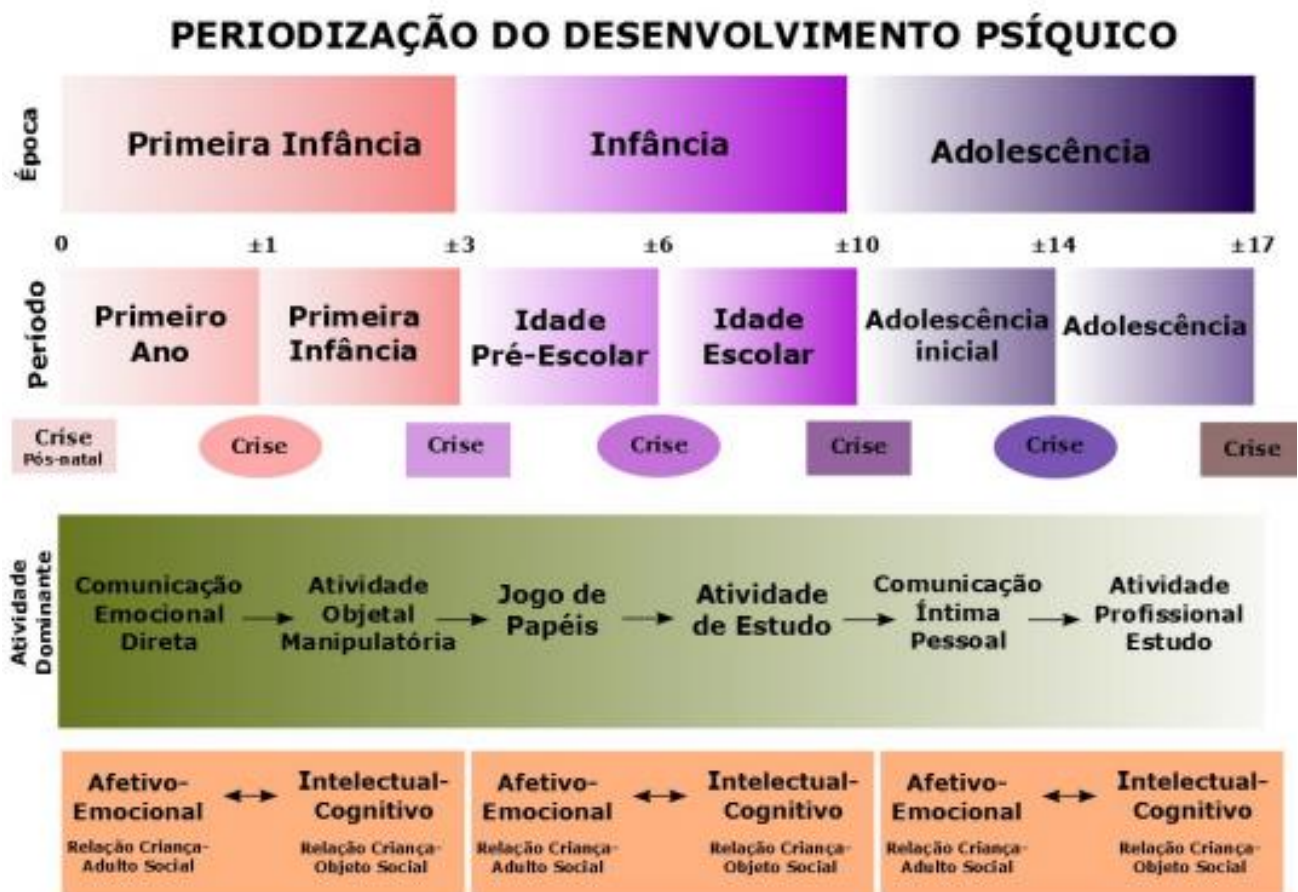 PERIODIZAÇÃO DO DESENVOLVIMENTO PSÍQUICO
Época
Primeira Infância
Infância
Adolescência
0
±1
±3
±6
±10
±14
±17
Período
Primeiro
Ano
Primeira
Infância
Idade
Pré-Escolar
Idade
Escolar
Adolescência
inicial
Adolescência
Crise
Pós-natal
Crise
Crise
Crise
Crise
Crise
Crise
Atividade
Dominante
Comunicação
Emocional
Direta
Atividade
Objetal
Manipulatória
Jogo de
Papéis
Atividade
de Estudo
Comunicação
Íntima
Pessoal
Atividade
Profissional
Estudo
Afetivo-
Emocional
Relação Criança-
Adulto Social
Intelectual-
Cognitivo
Relação Criança-
Objeto Social
Afetivo-
Emocional
Relação Criança-
Adulto Social
Intelectual-
Cognitivo
Relação Criança-
Objeto Social
Afetivo-
Emocional
Relação Criança-
Adulto Social
Intelectual-
Cognitivo
Relação Criança-
Objeto Social